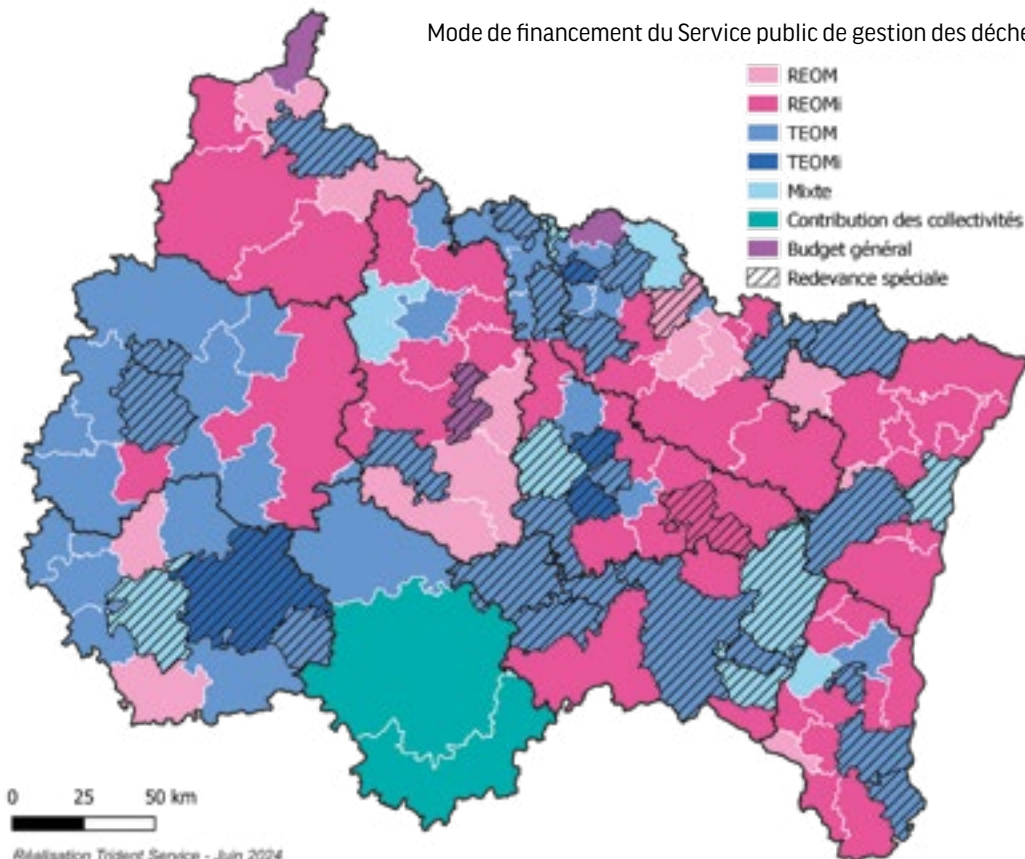 Mode de financement du Service public de gestion des déche
REOM
REOMi
TEOM
TEOMi
Mixte
Contribution des collectivités
Budget général
Redevance spéciale
0 25 50 km
Réalisation Trident Service - Juin 2024